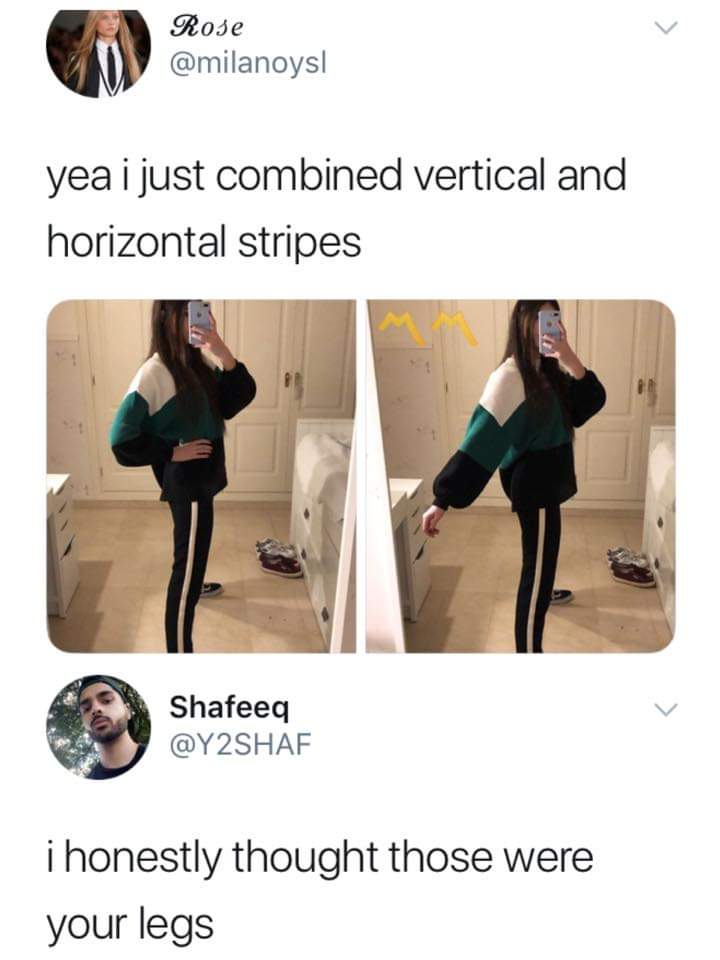 𝓡𝓸𝓼𝓮
@milanoysl
yea i just combined vertical and
horizontal stripes
Shafeeq
@Y2SHAF
i honestly thought those were
your legs